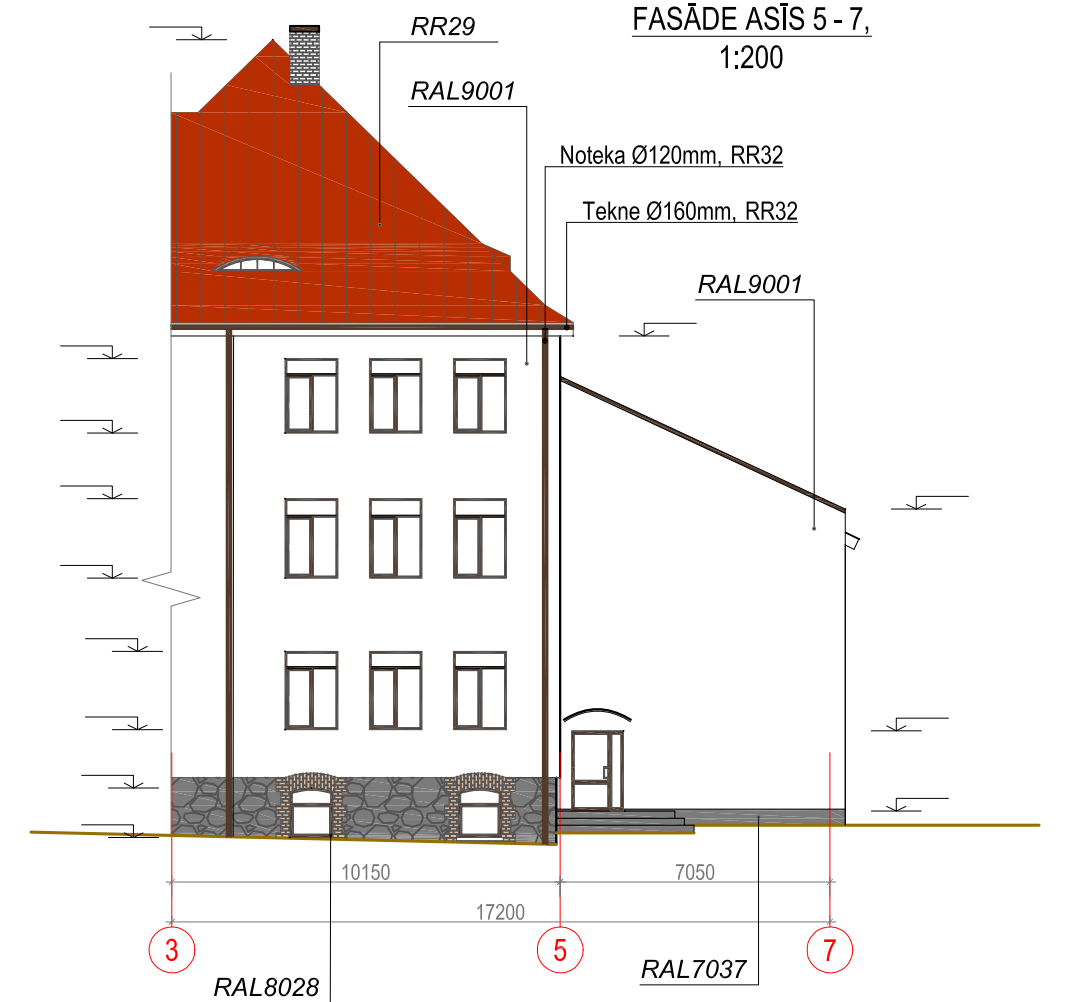 FASĀDE ASĪS 5 - 7,
1:200
RR29
RAL9001
Noteka Ø120mm, RR32
Tekne Ø160mm, RR32
RAL9001
10150
7050
17200
3
5
7
RAL8028
RAL7037